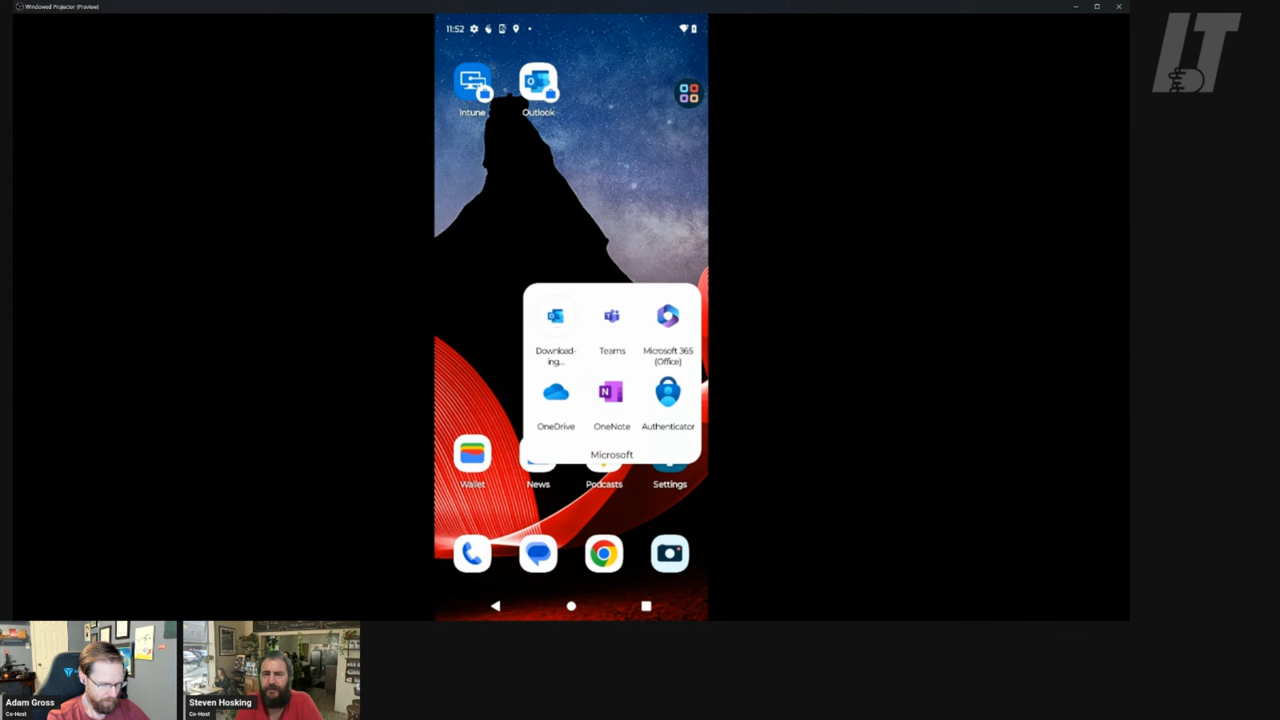 Windowed Projector (Preview)
11:52
Intune
Outlook
Download-
ing...
Teams
Microsoft 365
(Office)
OneDrive
OneNote
Authenticator
Microsoft
Wallet
News
Podcasts
Settings
Adam Gross
Co-Host
Steven Hosking
Co-Host
IT